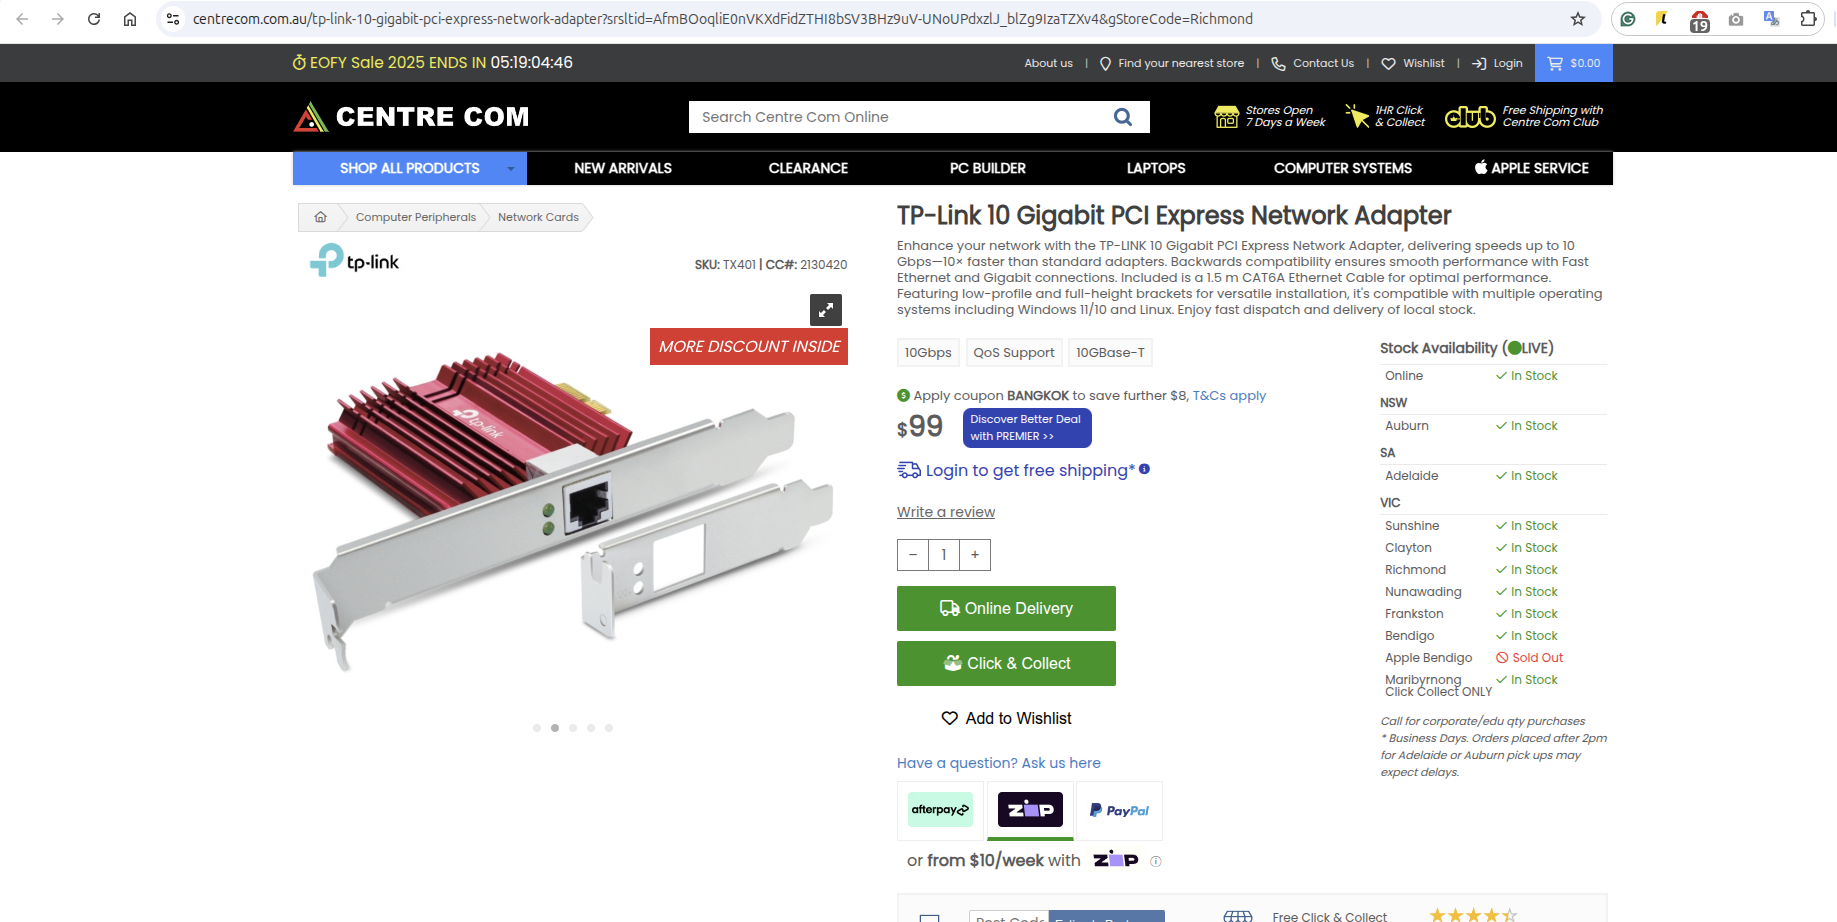 centrecom.com.au/tp-link-10-gigabit-pci-express-network-adapter?srsltid=AfmBOoqliE0nVKXdFidZTHI8bSV3BHz9uV-UNoUPdxzlJ_blZg9IzaTZXv4&gStoreCode=Richmond
19
EOFY Sale 2025 ENDS IN 05:19:04:46
About us | Find your nearest store | Contact Us | Wishlist | Login $0.00
CENTRE COM
Search Centre Com Online
Stores Open
7 Days a Week
1HR Click
& Collect
club
Free Shipping with
Centre Com Club
SHOP ALL PRODUCTS NEW ARRIVALS CLEARANCE PC BUILDER LAPTOPS COMPUTER SYSTEMS APPLE SERVICE
Computer Peripherals Network Cards
tp-link
SKU: TX401 | CC#: 2130420
MORE DISCOUNT INSIDE
tp-link
TP-Link 10 Gigabit PCI Express Network Adapter
Enhance your network with the TP-LINK 10 Gigabit PCI Express Network Adapter, delivering speeds up to 10
Gbps—10× faster than standard adapters. Backwards compatibility ensures smooth performance with Fast
Ethernet and Gigabit connections. Included is a 1.5 m CAT6A Ethernet Cable for optimal performance.
Featuring low-profile and full-height brackets for versatile installation, it's compatible with multiple operating
systems including Windows 11/10 and Linux. Enjoy fast dispatch and delivery of local stock.
10Gbps QoS Support 10GBase-T
Apply coupon BANGKOK to save further $8, T&Cs apply
$99
Discover Better Deal
with PREMIER >>
Login to get free shipping*
Write a review
− 1 +
Online Delivery
Click & Collect
Add to Wishlist
Have a question? Ask us here
afterpay zip PayPal
or from $10/week with zip
Stock Availability (LIVE)
Online In Stock
NSW
Auburn In Stock
SA
Adelaide In Stock
VIC
Sunshine In Stock
Clayton In Stock
Richmond In Stock
Nunawading In Stock
Frankston In Stock
Bendigo In Stock
Apple Bendigo Sold Out
Maribyrnong In Stock
Click Collect ONLY
Call for corporate/edu qty purchases
* Business Days. Orders placed after 2pm
for Adelaide or Auburn pick ups may
expect delays.
Free Click & Collect